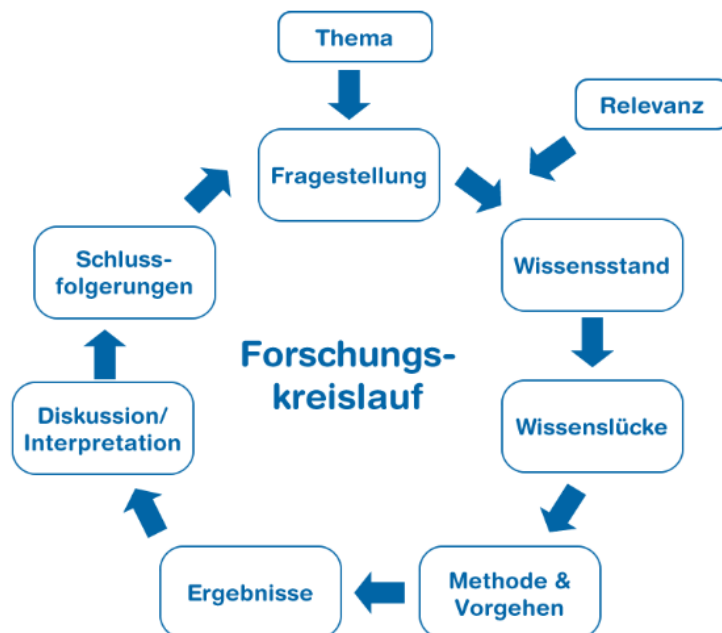 Thema
Relevanz
Fragestellung
Wissensstand
Wissenslücke
Methode &
Vorgehen
Ergebnisse
Diskussion/
Interpretation
Schluss-
folgerungen
Forschungs-
kreislauf